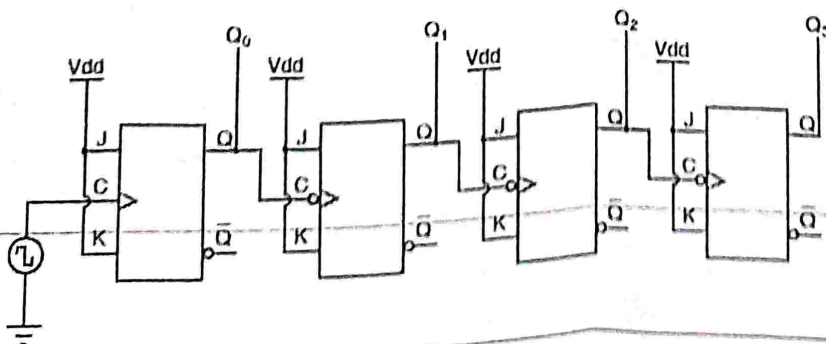 Q₀ Q₁ Q₂ Q₃
Vdd Vdd Vdd Vdd
J Q J Q J Q J Q
C C C C
K Q̅ K Q̅ K Q̅ K Q̅